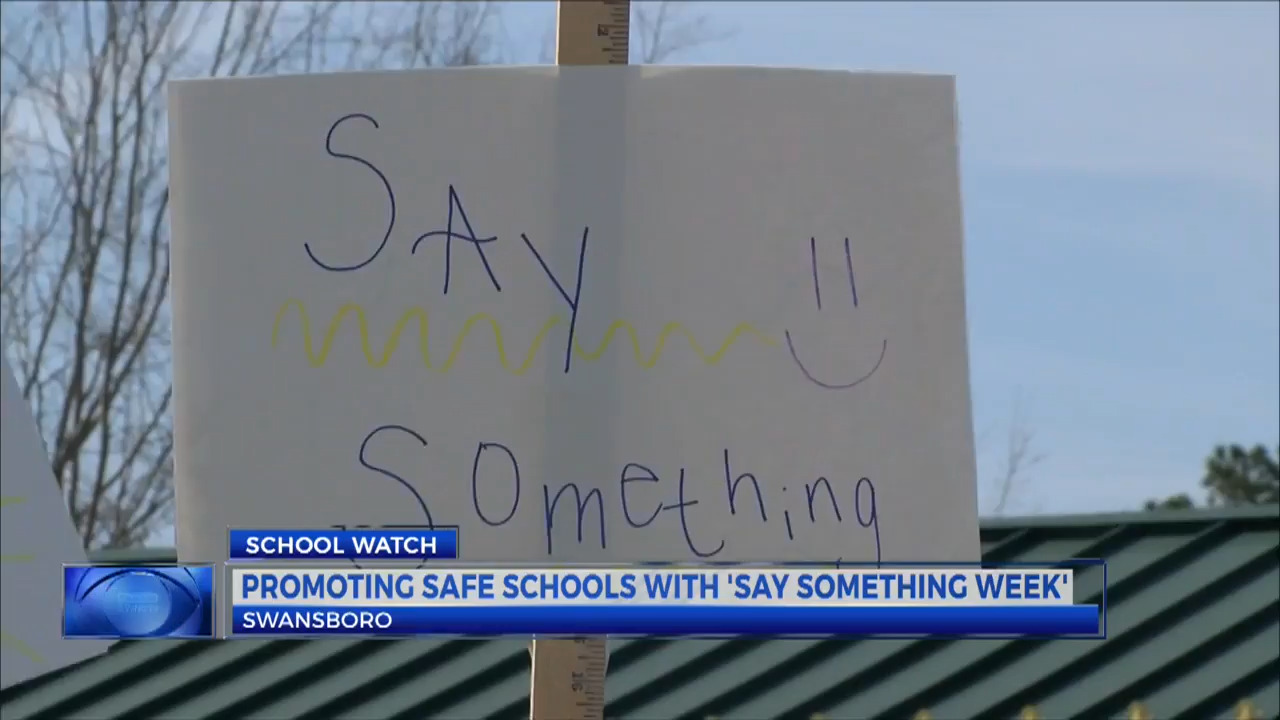 SAY
Something
SCHOOL WATCH
PROMOTING SAFE SCHOOLS WITH 'SAY SOMETHING WEEK'
SWANSBORO